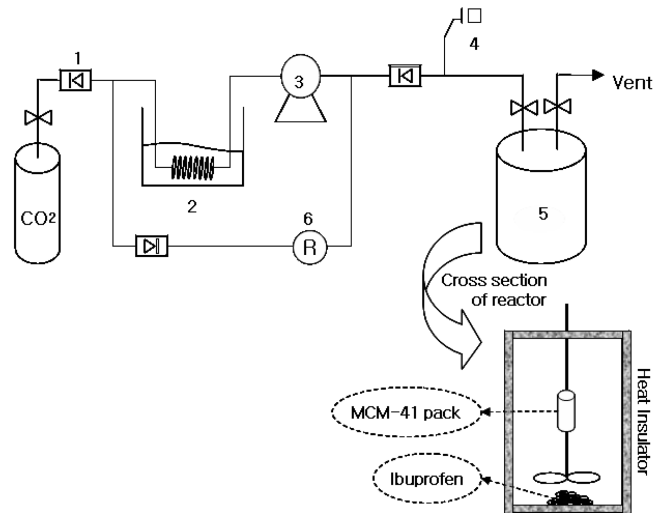 1
4
3
Vent
CO2
2
6
R
5
Cross section
of reactor
MCM-41 pack
Heat Insulator
Ibuprofen